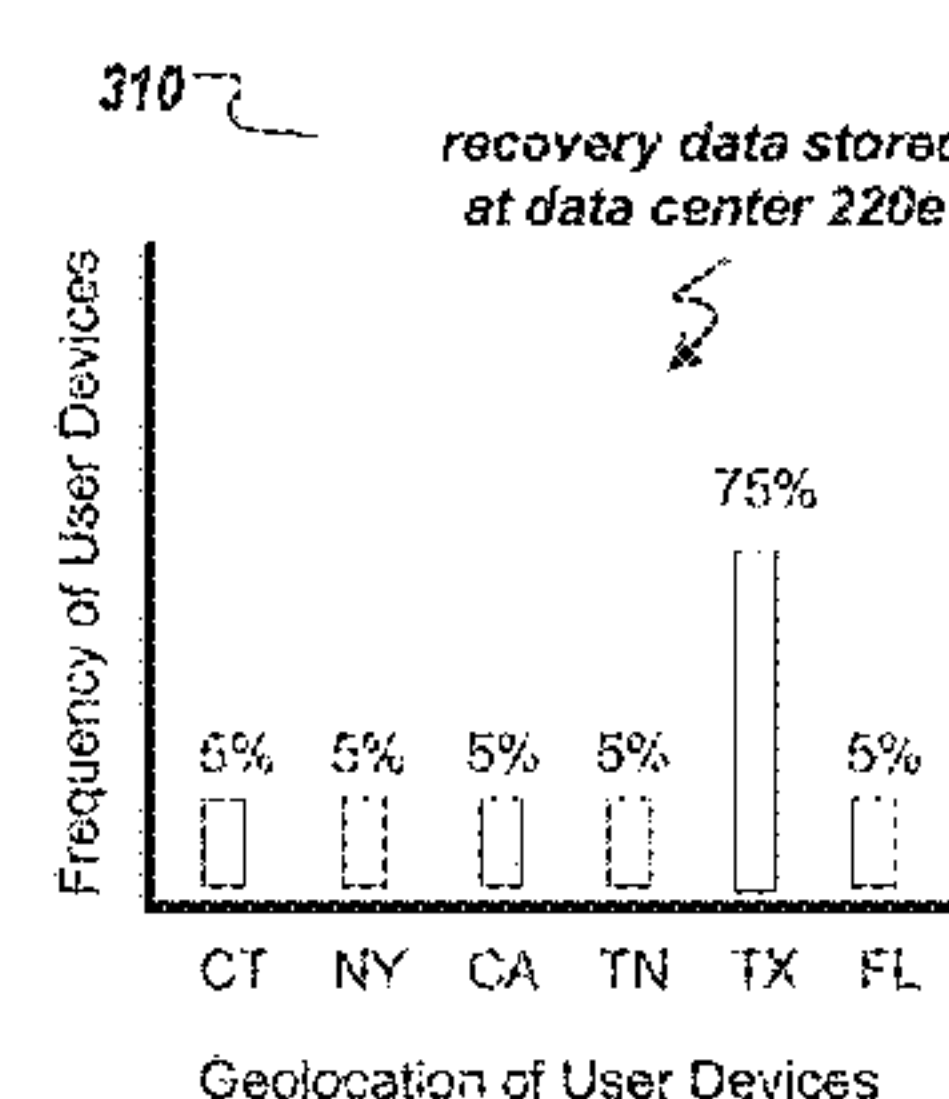 310
recovery data stored
at data center 220e
Frequency of User Devices
75%
5% 5% 5% 5% 5%
CT NY CA TN TX FL
Geolocation of User Devices